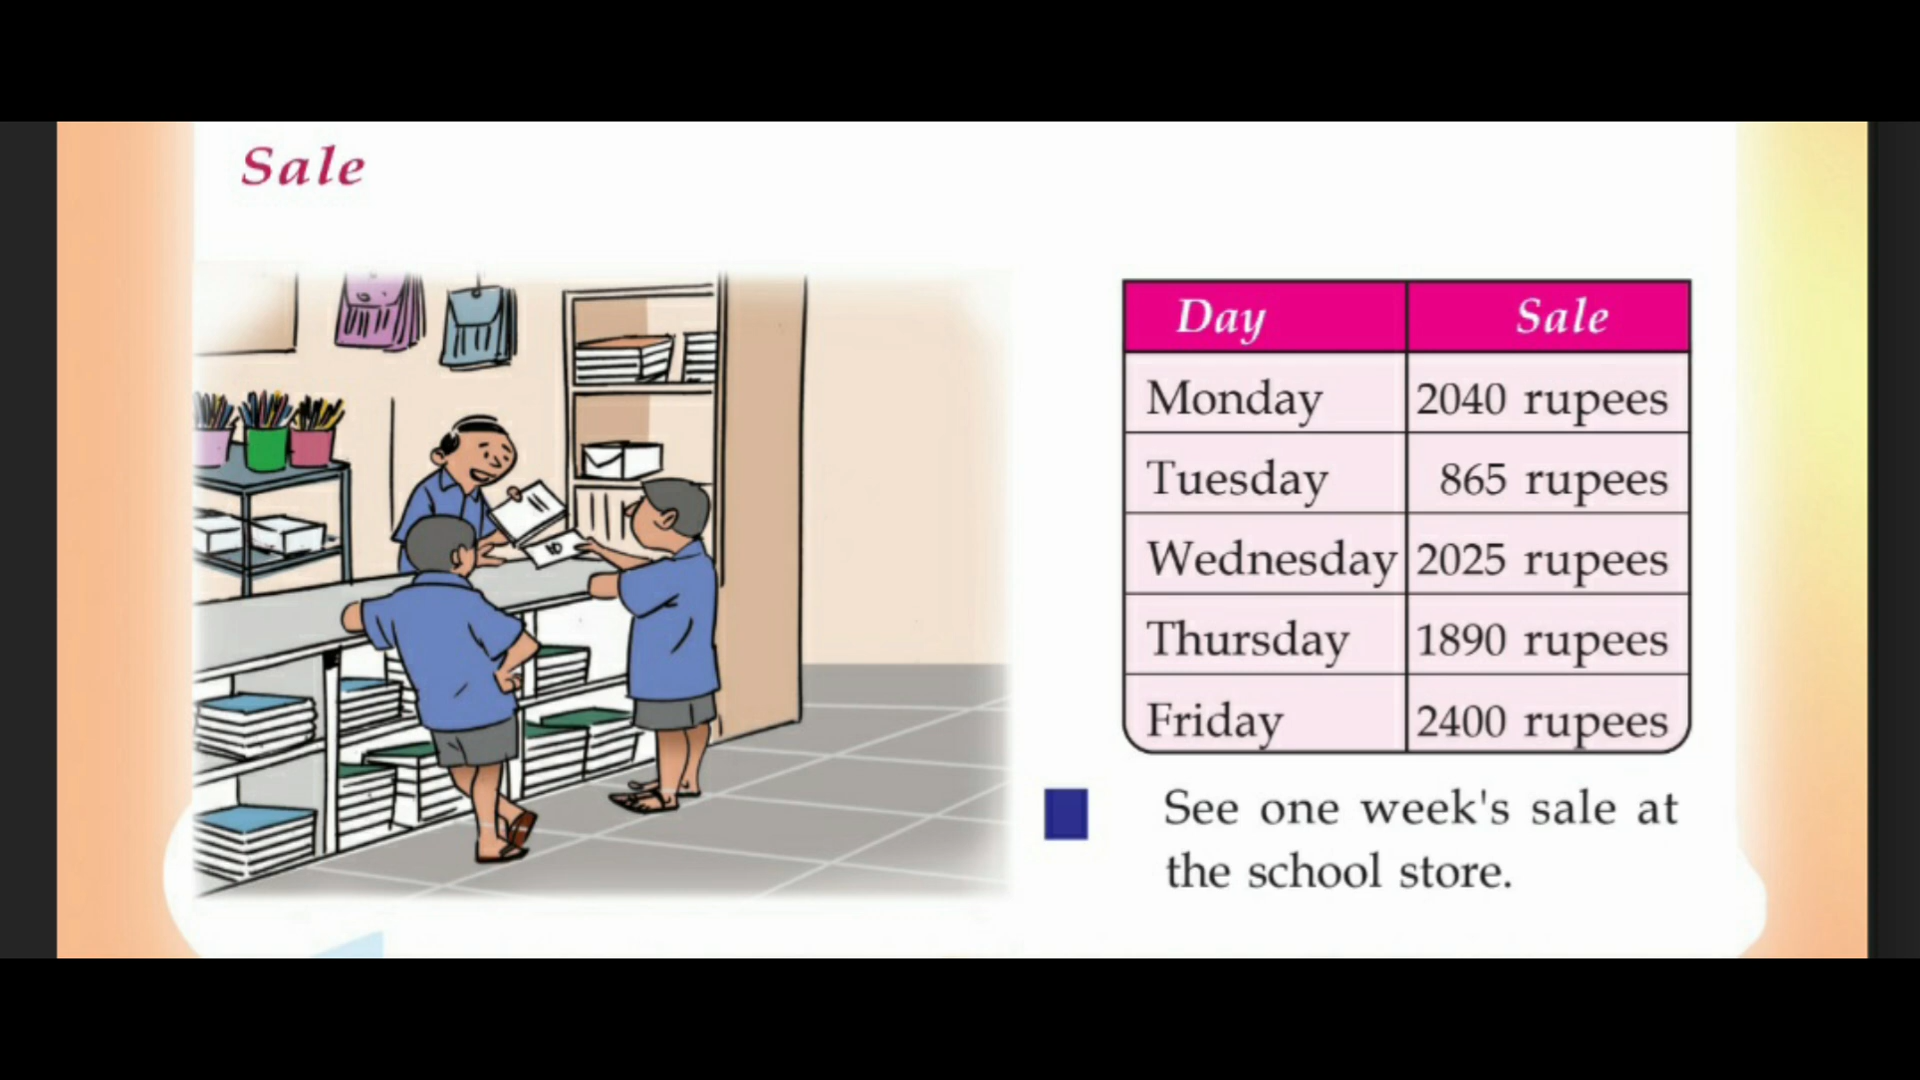 Sale
Day Sale
Monday 2040 rupees
Tuesday 865 rupees
Wednesday 2025 rupees
Thursday 1890 rupees
Friday 2400 rupees
See one week's sale at
the school store.